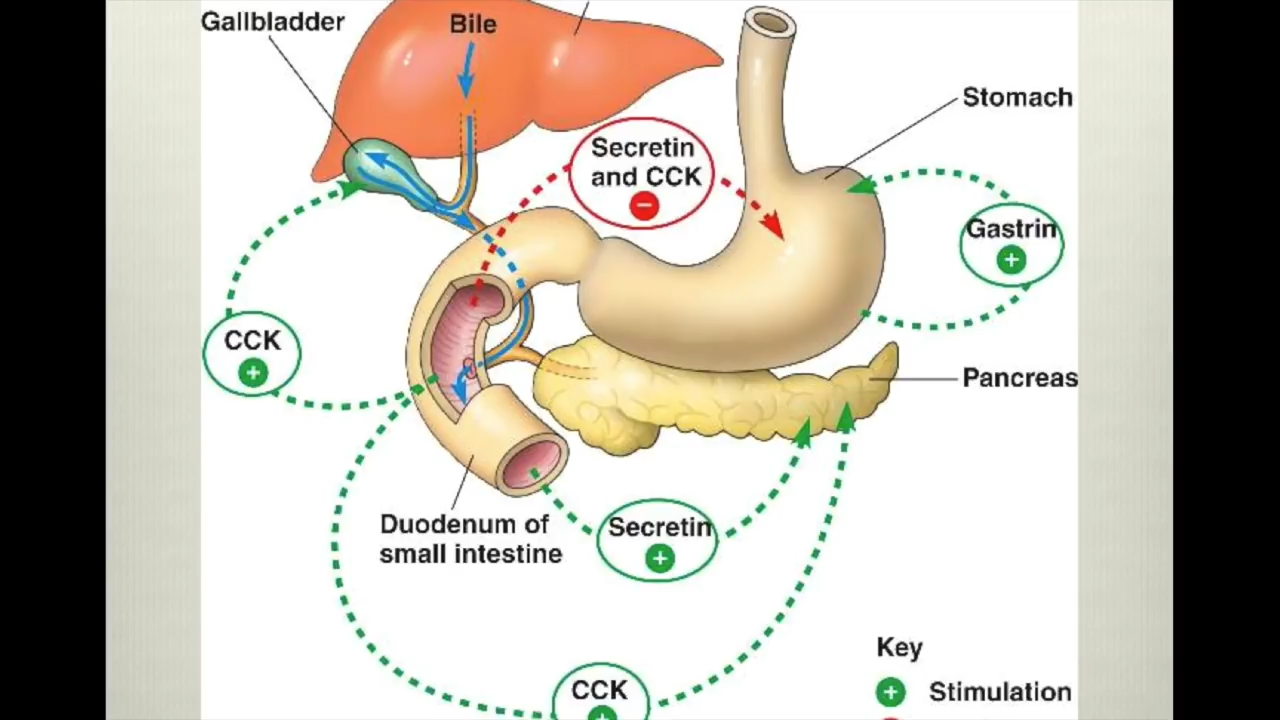 Gallbladder
Bile
Stomach
Secretin
and CCK
−
Gastrin
+
CCK
+
Pancreas
Duodenum of
small intestine
Secretin
+
CCK
+
Key
+ Stimulation